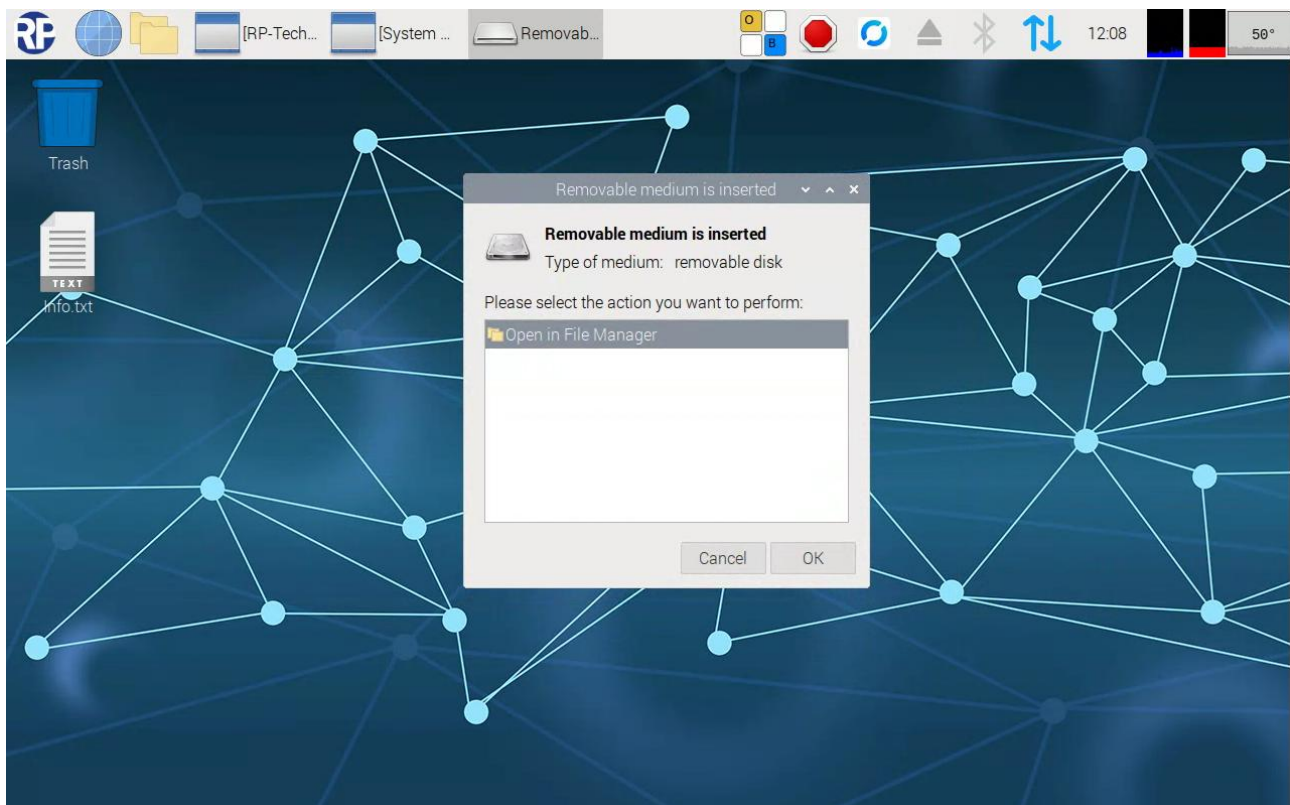 RP
[RP-Tech...
[System ...
Removab...
O
B
12:08
50°
Trash
TEXT
Info.txt
Removable medium is inserted
Removable medium is inserted
Type of medium: removable disk
Please select the action you want to perform:
Open in File Manager
Cancel
OK